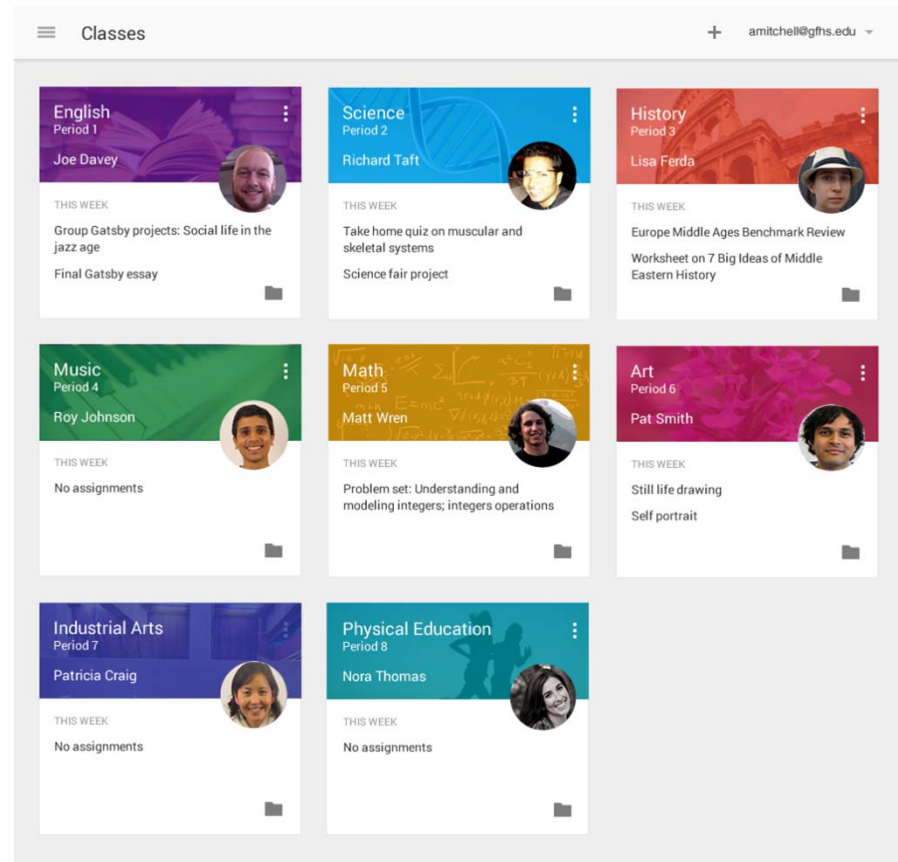 Classes
+ amitchell@gfhs.edu
English
Period 1
Joe Davey
THIS WEEK
Group Gatsby projects: Social life in the
jazz age
Final Gatsby essay
Science
Period 2
Richard Taft
THIS WEEK
Take home quiz on muscular and
skeletal systems
Science fair project
History
Period 3
Lisa Ferda
THIS WEEK
Europe Middle Ages Benchmark Review
Worksheet on 7 Big Ideas of Middle
Eastern History
Music
Period 4
Roy Johnson
THIS WEEK
No assignments
Math
Period 5
Matt Wren
E=mc²
THIS WEEK
Problem set: Understanding and
modeling integers; integers operations
Art
Period 6
Pat Smith
THIS WEEK
Still life drawing
Self portrait
Industrial Arts
Period 7
Patricia Craig
THIS WEEK
No assignments
Physical Education
Period 8
Nora Thomas
THIS WEEK
No assignments